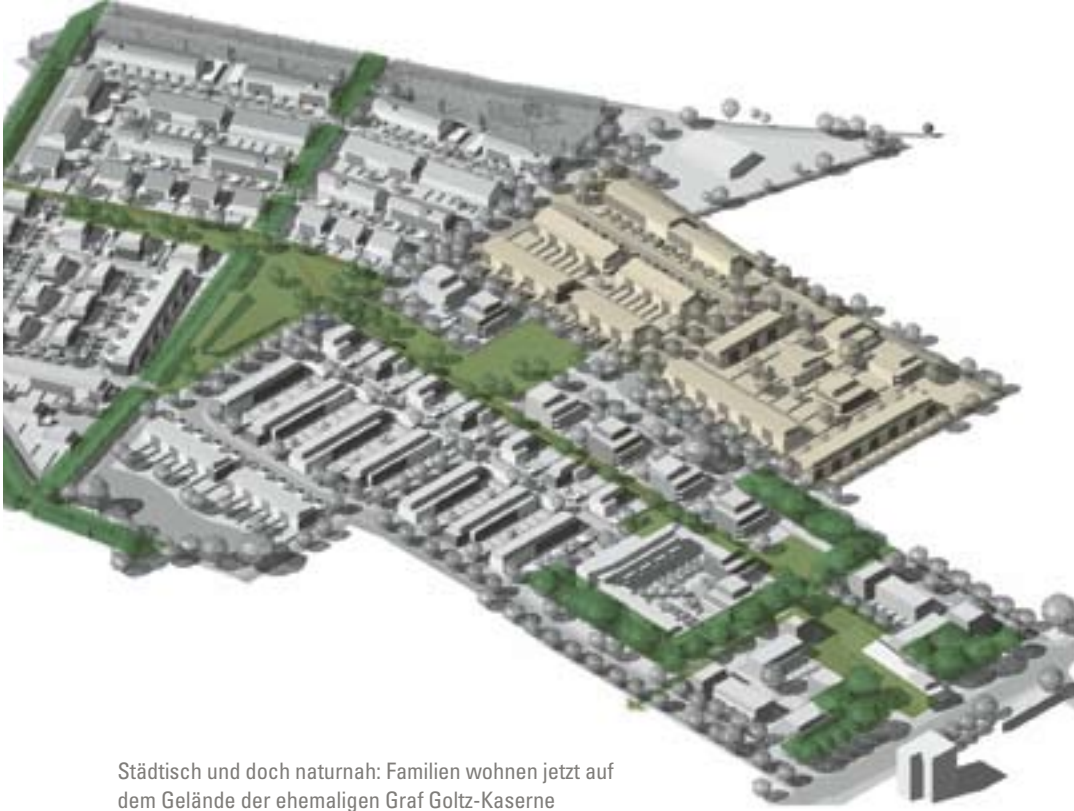 Städtisch und doch naturnah: Familien wohnen jetzt auf
dem Gelände der ehemaligen Graf Goltz-Kaserne